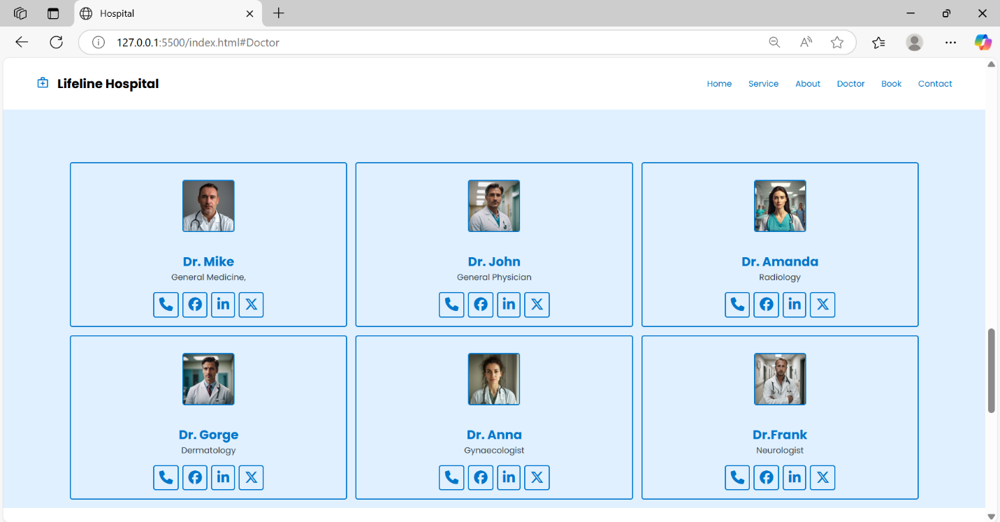 Hospital
127.0.0.1:5500/index.html#Doctor
Lifeline Hospital
Home Service About Doctor Book Contact
Dr. Mike Dr. John Dr. Amanda
General Medicine, General Physician Radiology
Dr. Gorge Dr. Anna Dr.Frank
Dermatology Gynaecologist Neurologist